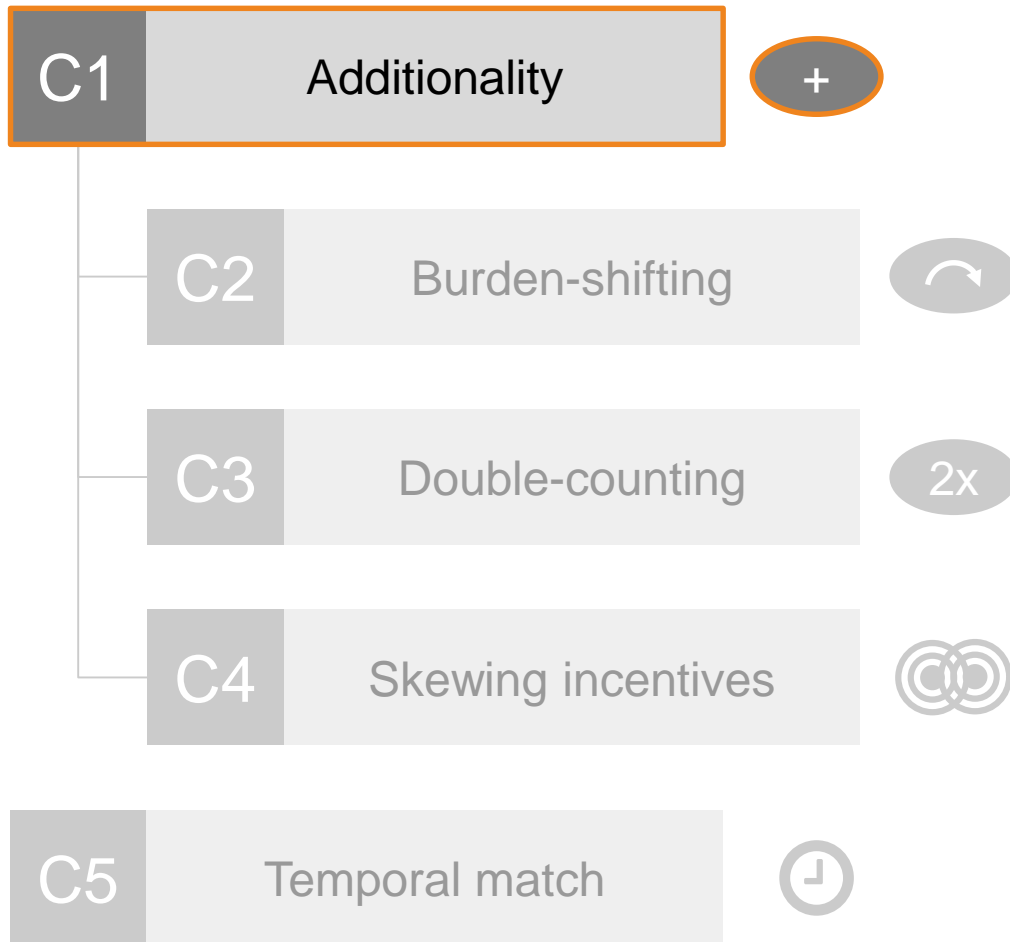 C1 Additionality +
C2 Burden-shifting
C3 Double-counting 2x
C4 Skewing incentives
C5 Temporal match